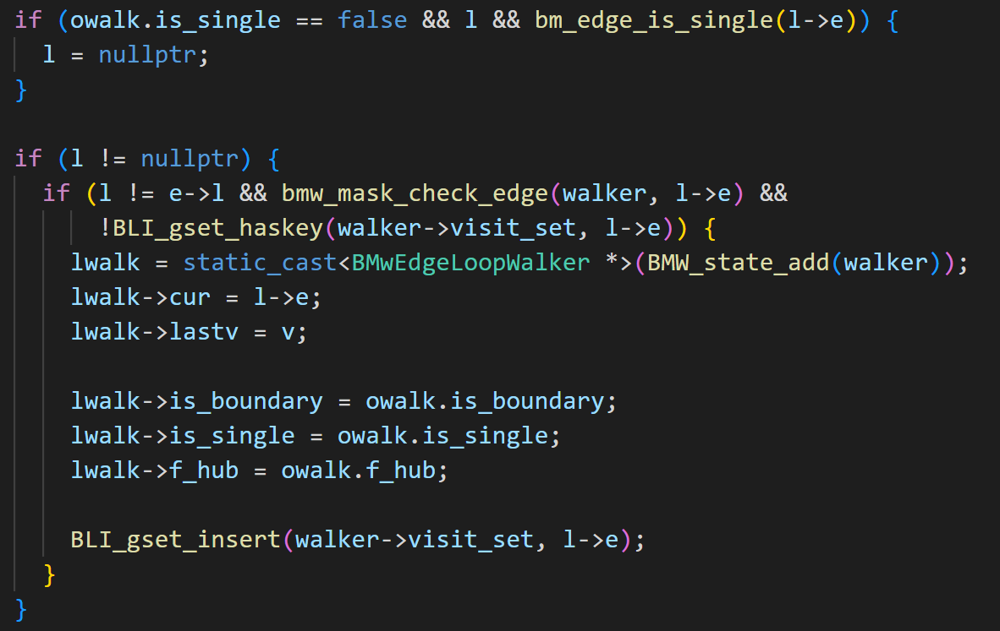 if (owalk.is_single == false && l && bm_edge_is_single(l->e)) {
  l = nullptr;
}

if (l != nullptr) {
  if (l != e->l && bmw_mask_check_edge(walker, l->e) &&
      !BLI_gset_haskey(walker->visit_set, l->e)) {
    lwalk = static_cast<BMwEdgeLoopWalker *>(BMW_state_add(walker));
    lwalk->cur = l->e;
    lwalk->lastv = v;

    lwalk->is_boundary = owalk.is_boundary;
    lwalk->is_single = owalk.is_single;
    lwalk->f_hub = owalk.f_hub;

    BLI_gset_insert(walker->visit_set, l->e);
  }
}